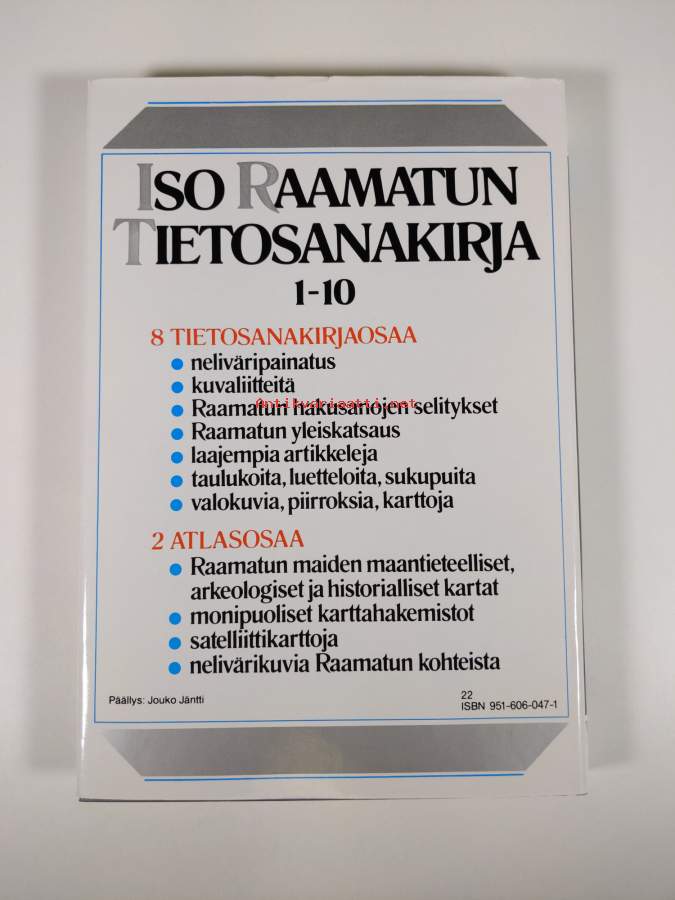 ISO RAAMATUN
TIETOSANAKIRJA
1-10
8 TIETOSANAKIRJAOSAA
• neliväripainatus
• kuvaliitteitä
• Raamatun hakusanojen selitykset
Antikvariaatti.net
• Raamatun yleiskatsaus
• laajempia artikkeleja
• taulukoita, luetteloita, sukupuita
• valokuvia, piirroksia, karttoja
2 ATLASOSAA
• Raamatun maiden maantieteelliset,
arkeologiset ja historialliset kartat
• monipuoliset karttahakemistot
• satelliittikarttoja
• nelivärikuvia Raamatun kohteista
Päällys: Jouko Jäntti
22
ISBN 951-606-047-1